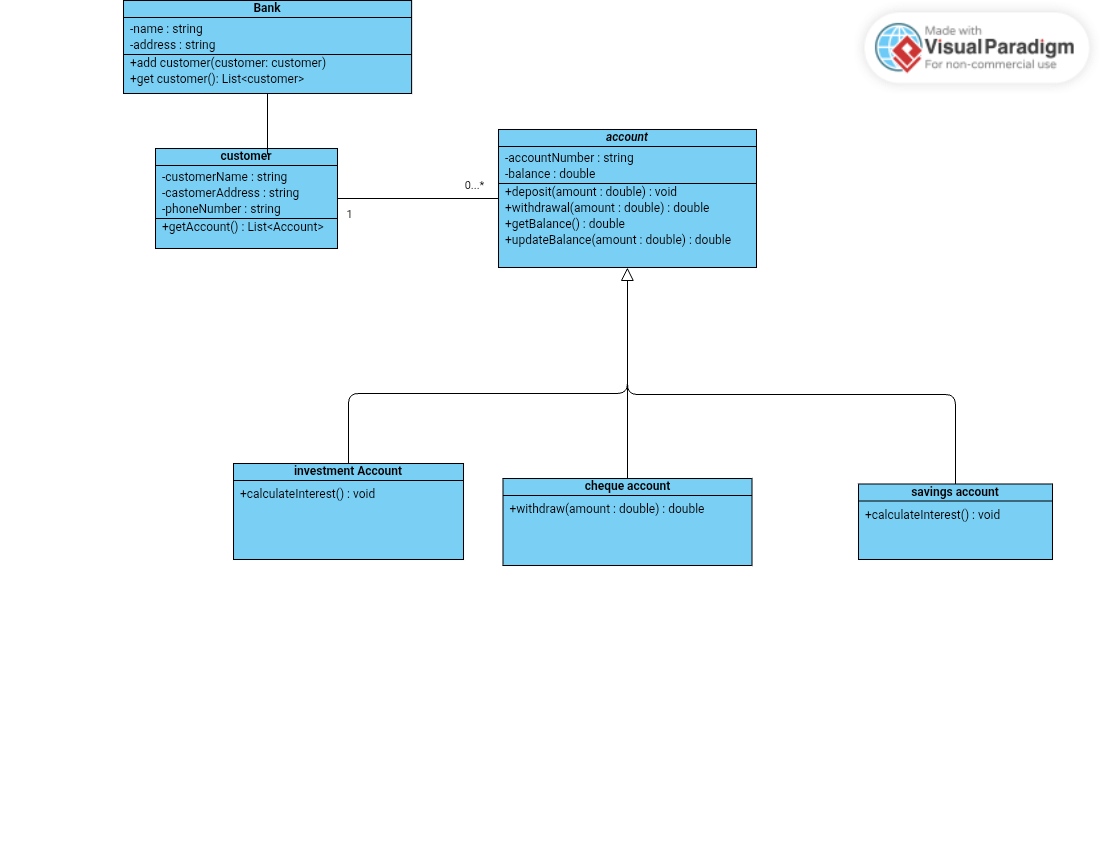 Bank
-name : string
-address : string
+add customer(customer: customer)
+get customer(): List<customer>
Made with
Visual Paradigm
For non-commercial use
customer
-customerName : string
-castomerAddress : string
-phoneNumber : string
+getAccount() : List<Account>
1
0...*
account
-accountNumber : string
-balance : double
+deposit(amount : double) : void
+withdrawal(amount : double) : double
+getBalance() : double
+updateBalance(amount : double) : double
investment Account
+calculateInterest() : void
cheque account
+withdraw(amount : double) : double
savings account
+calculateInterest() : void